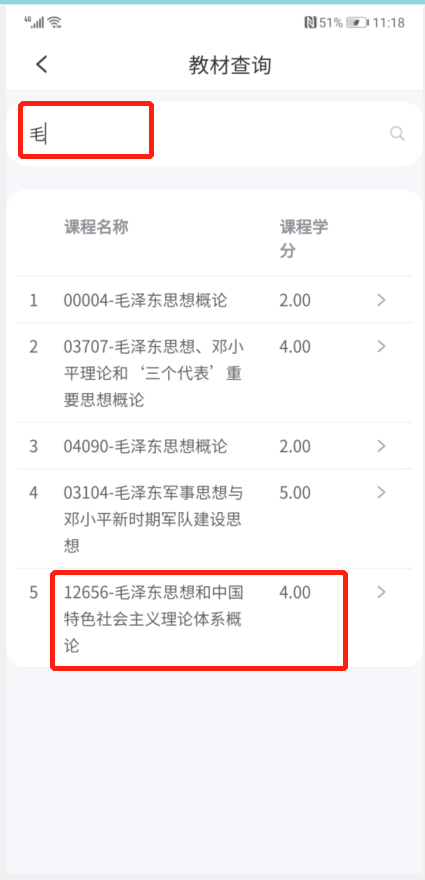 4G 51% 11:18
教材查询
毛
课程名称 课程学
分
1 00004-毛泽东思想概论 2.00
2 03707-毛泽东思想、邓小 4.00
平理论和‘三个代表’重
要思想概论
3 04090-毛泽东思想概论 2.00
4 03104-毛泽东军事思想与 5.00
邓小平新时期军队建设思
想
5 12656-毛泽东思想和中国 4.00
特色社会主义理论体系概
论